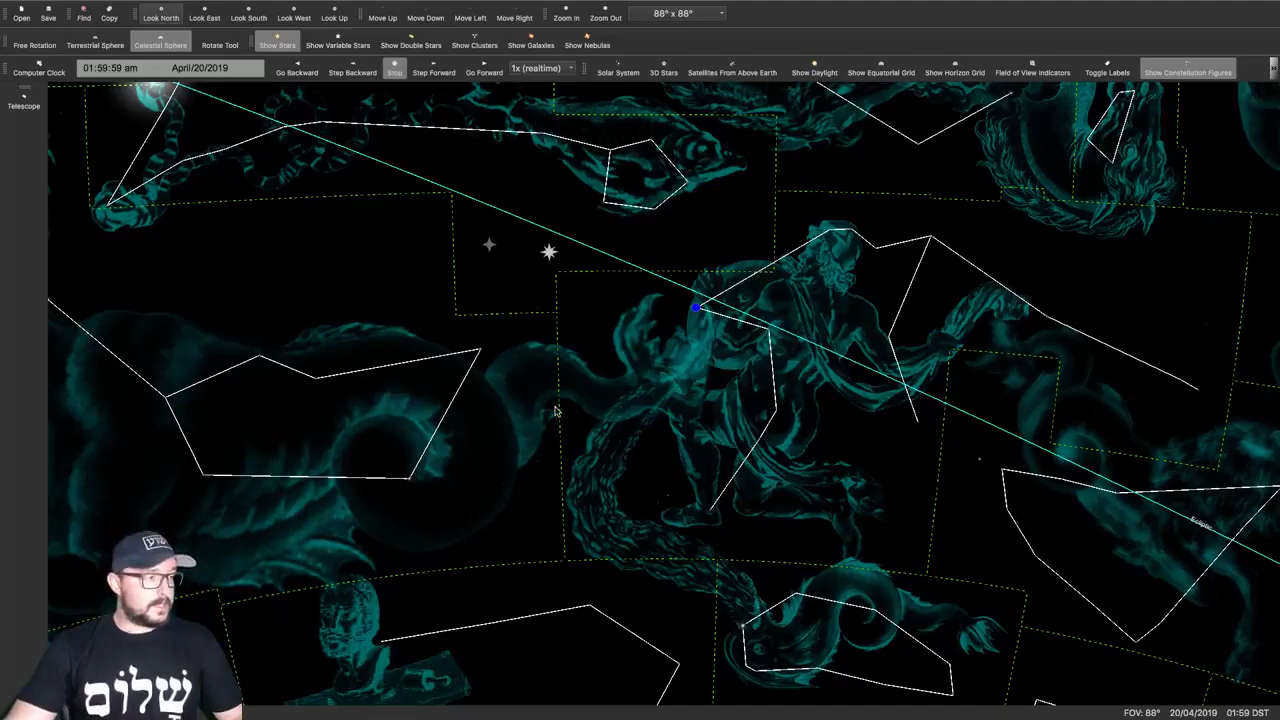 Open Save Find Copy Look North Look East Look South Look West Look Up Move Up Move Down Move Left Move Right Zoom In Zoom Out 88° x 88°
Free Rotation Terrestrial Sphere Celestial Sphere Rotate Tool Show Stars Show Variable Stars Show Double Stars Show Clusters Show Galaxies Show Nebulas
Computer Clock 01:59:59 am April/20/2019 Go Backward Step Backward Stop Step Forward Go Forward 1x (realtime) Solar System 3D Stars Satellites From Above Earth Show Daylight Show Equatorial Grid Show Horizon Grid Field of View Indicators Toggle Labels Show Constellation Figures »
Telescope
Ecliptic
שָׁלוֹם
FOV: 88° 20/04/2019 01:59 DST